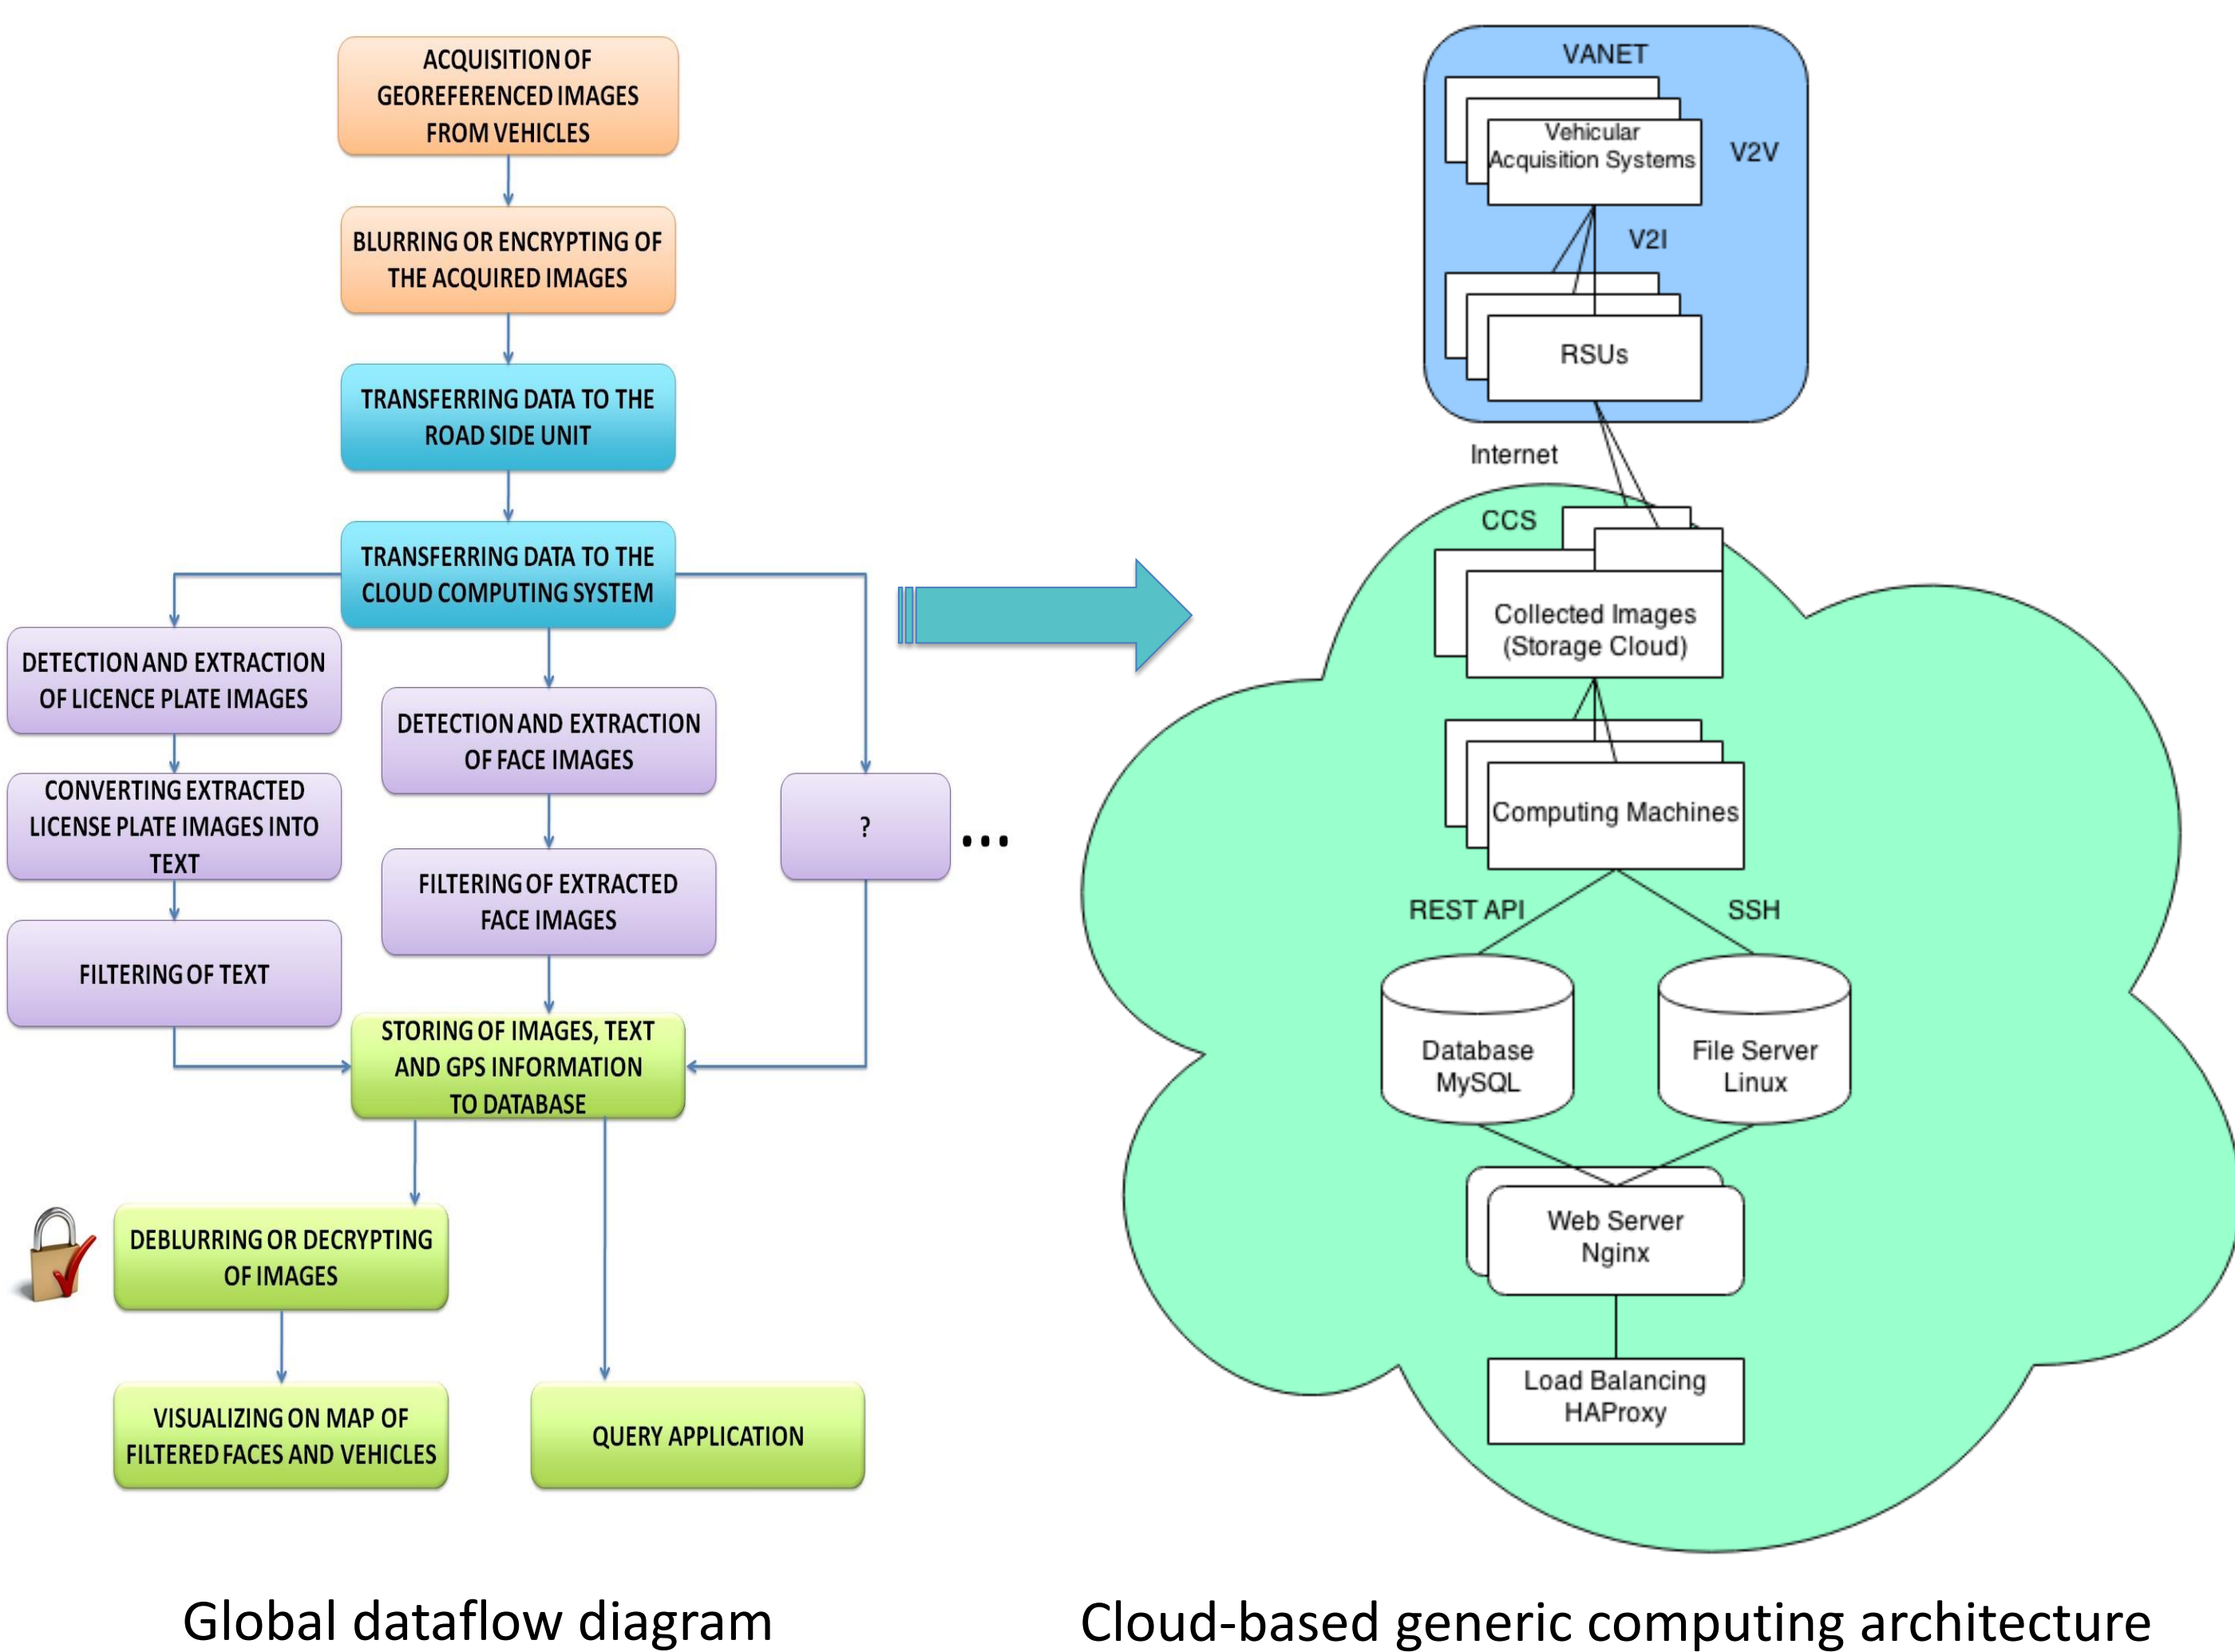 ACQUISITION OF
GEOREFERENCED IMAGES
FROM VEHICLES
BLURRING OR ENCRYPTING OF
THE ACQUIRED IMAGES
TRANSFERRING DATA TO THE
ROAD SIDE UNIT
TRANSFERRING DATA TO THE
CLOUD COMPUTING SYSTEM
DETECTION AND EXTRACTION
OF LICENCE PLATE IMAGES
CONVERTING EXTRACTED
LICENSE PLATE IMAGES INTO
TEXT
FILTERING OF TEXT
DETECTION AND EXTRACTION
OF FACE IMAGES
FILTERING OF EXTRACTED
FACE IMAGES
?
...
STORING OF IMAGES, TEXT
AND GPS INFORMATION
TO DATABASE
DEBLURRING OR DECRYPTING
OF IMAGES
VISUALIZING ON MAP OF
FILTERED FACES AND VEHICLES
QUERY APPLICATION
Global dataflow diagram
VANET
Vehicular
Acquisition Systems
V2V
V2I
RSUs
Internet
CCS
Collected Images
(Storage Cloud)
Computing Machines
REST API
SSH
Database
MySQL
File Server
Linux
Web Server
Nginx
Load Balancing
HAProxy
Cloud-based generic computing architecture